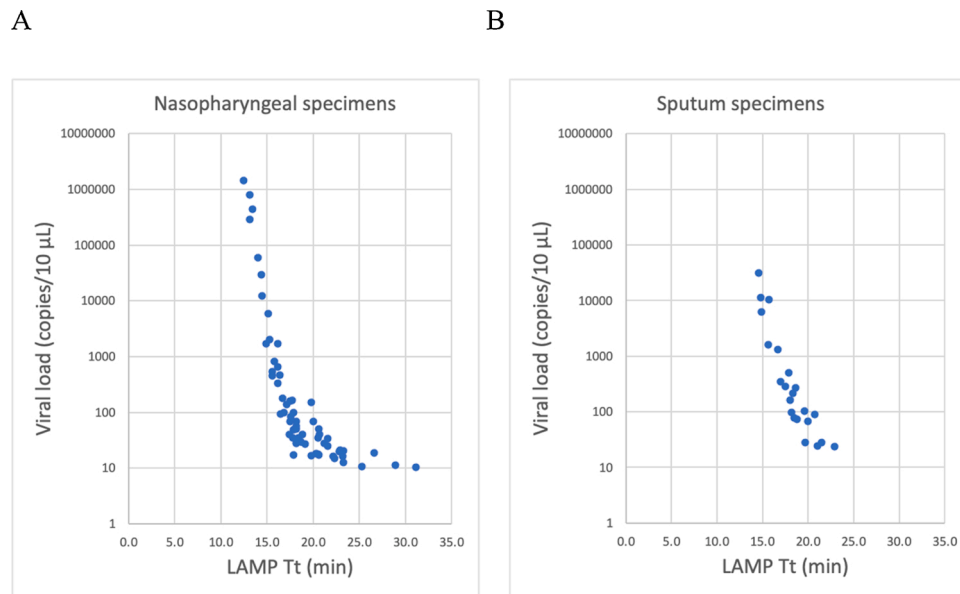 A
B
Nasopharyngeal specimens
Viral load (copies/10 µL)
10000000
1000000
100000
10000
1000
100
10
1
0.0 5.0 10.0 15.0 20.0 25.0 30.0 35.0
LAMP Tt (min)
Sputum specimens
Viral load (copies/10 µL)
10000000
1000000
100000
10000
1000
100
10
1
0.0 5.0 10.0 15.0 20.0 25.0 30.0 35.0
LAMP Tt (min)